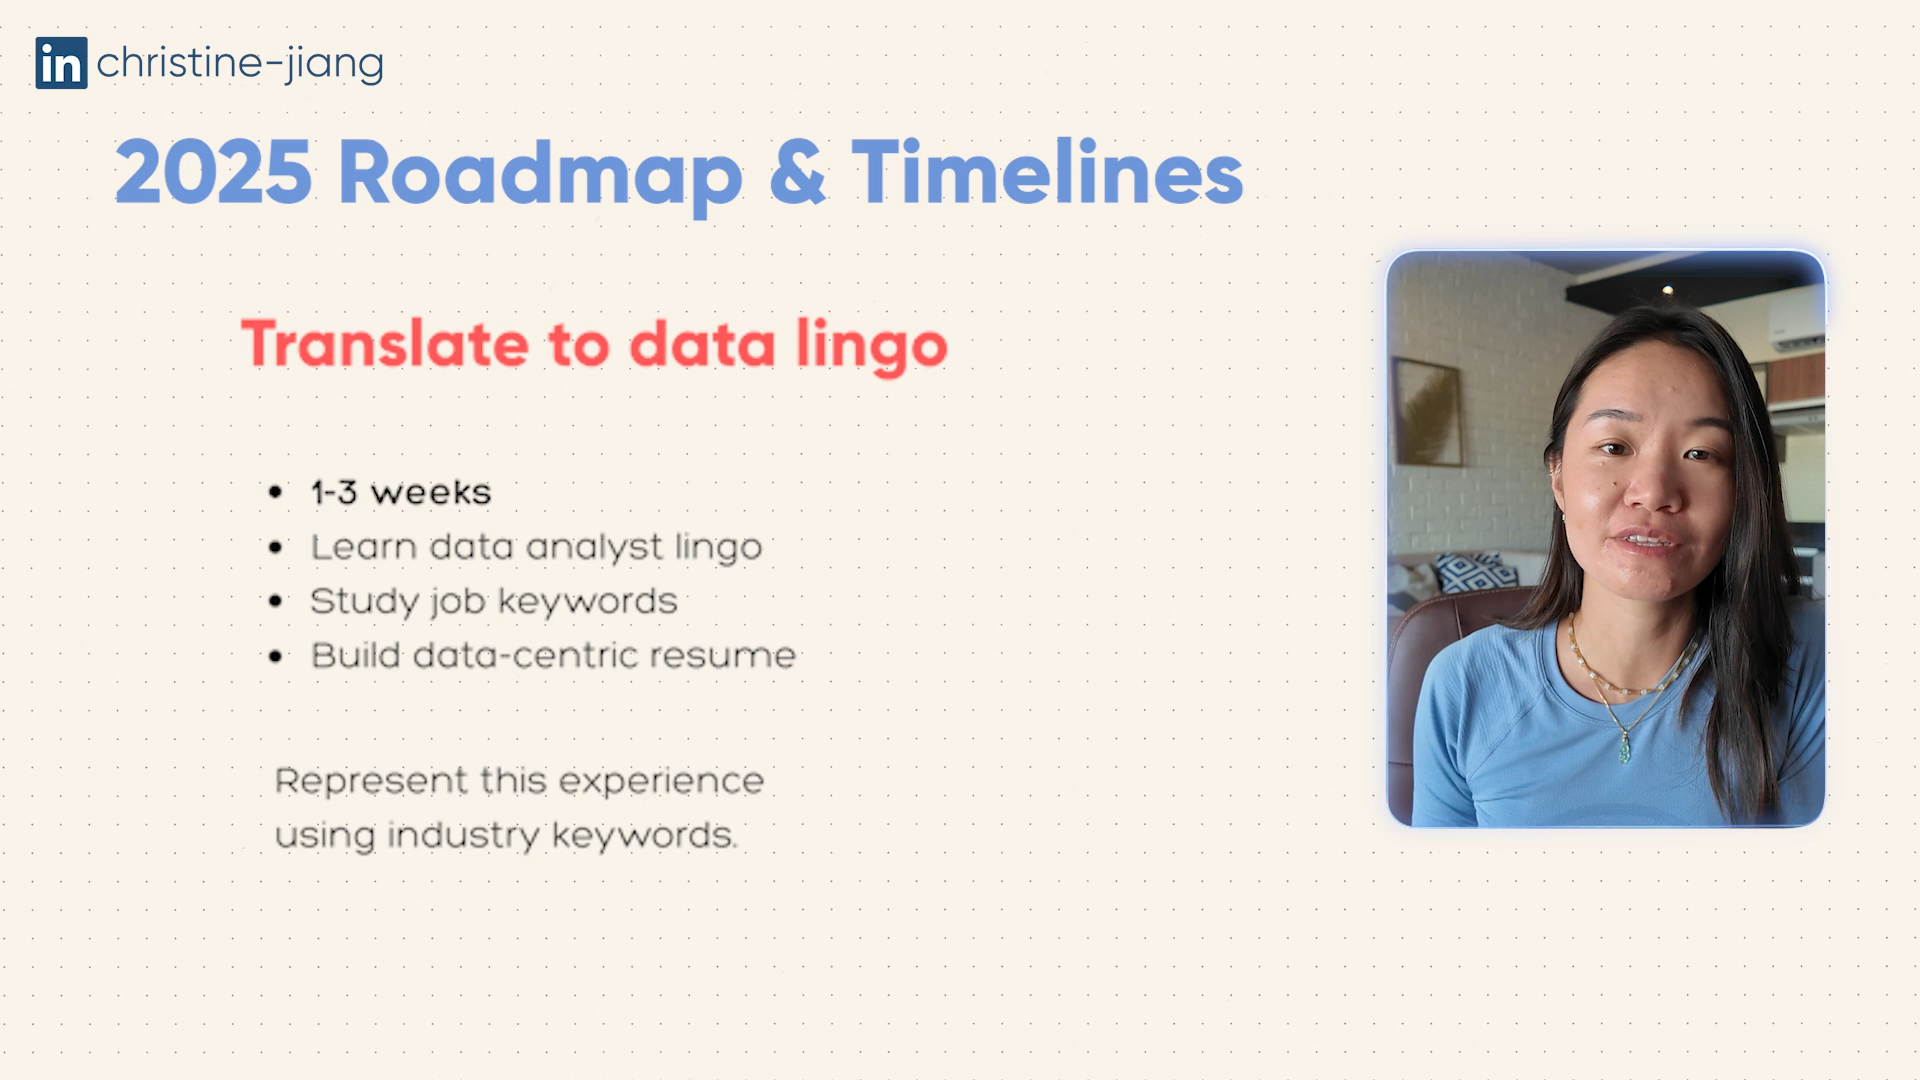 in christine-jiang
2025 Roadmap & Timelines
Translate to data lingo
• 1-3 weeks
• Learn data analyst lingo
• Study job keywords
• Build data-centric resume
Represent this experience
using industry keywords.